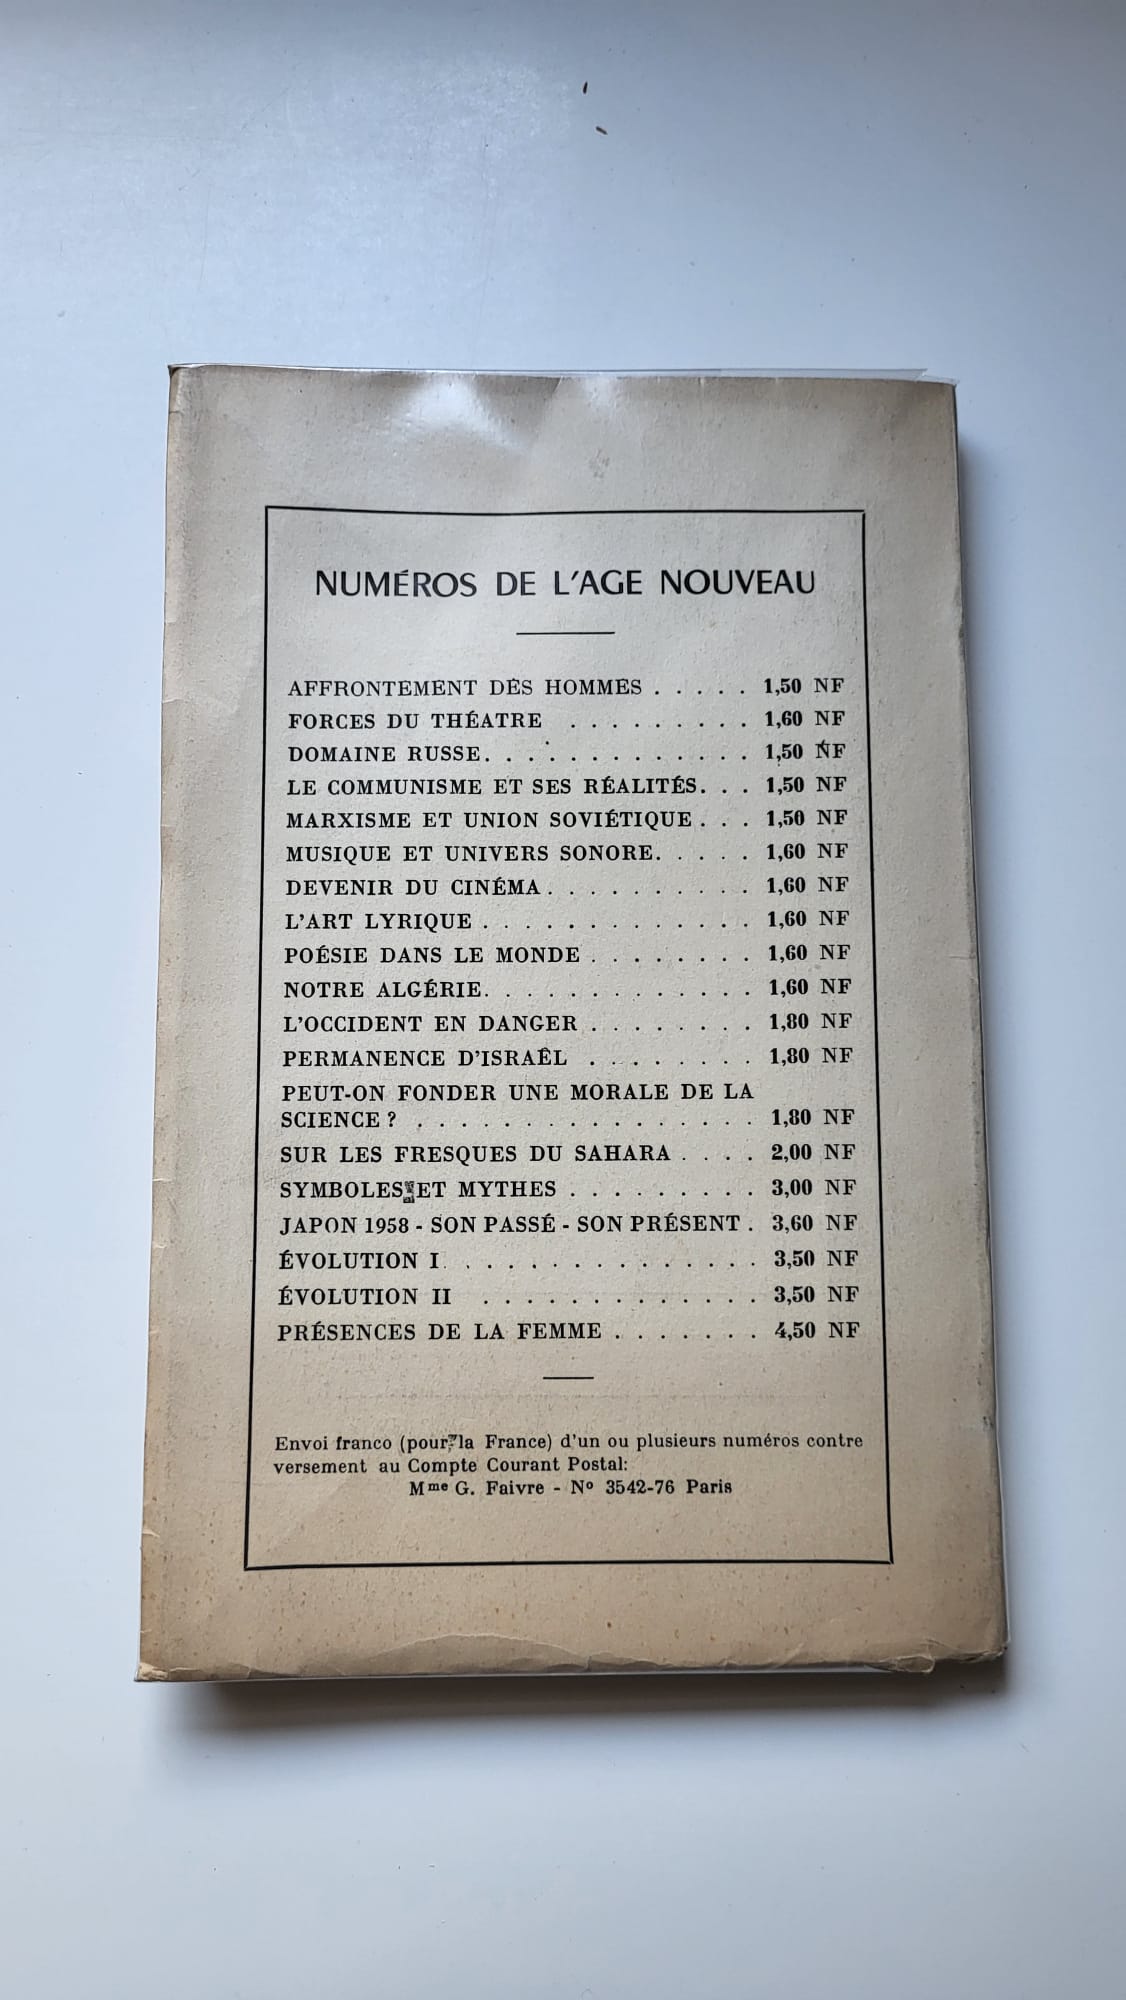 NUMÉROS DE L'AGE NOUVEAU
AFFRONTEMENT DES HOMMES . . . . . 1,50 NF
FORCES DU THÉATRE . . . . . . . . . 1,60 NF
DOMAINE RUSSE. . . . . . . . . . . . . 1,50 NF
LE COMMUNISME ET SES RÉALITÉS. . . 1,50 NF
MARXISME ET UNION SOVIÉTIQUE . . . 1,50 NF
MUSIQUE ET UNIVERS SONORE. . . . . 1,60 NF
DEVENIR DU CINÉMA . . . . . . . . . . 1,60 NF
L'ART LYRIQUE . . . . . . . . . . . . . 1,60 NF
POÉSIE DANS LE MONDE . . . . . . . . 1,60 NF
NOTRE ALGÉRIE. . . . . . . . . . . . . 1,60 NF
L'OCCIDENT EN DANGER . . . . . . . . 1,80 NF
PERMANENCE D'ISRAËL . . . . . . . . 1,80 NF
PEUT-ON FONDER UNE MORALE DE LA
SCIENCE ? . . . . . . . . . . . . . . . . 1,80 NF
SUR LES FRESQUES DU SAHARA . . . . 2,00 NF
SYMBOLES ET MYTHES . . . . . . . . . 3,00 NF
JAPON 1958 - SON PASSÉ - SON PRÉSENT . 3,60 NF
ÉVOLUTION I . . . . . . . . . . . . . . 3,50 NF
ÉVOLUTION II . . . . . . . . . . . . . 3,50 NF
PRÉSENCES DE LA FEMME . . . . . . . 4,50 NF
Envoi franco (pour la France) d'un ou plusieurs numéros contre
versement au Compte Courant Postal:
Mme G. Faivre - Nº 3542-76 Paris